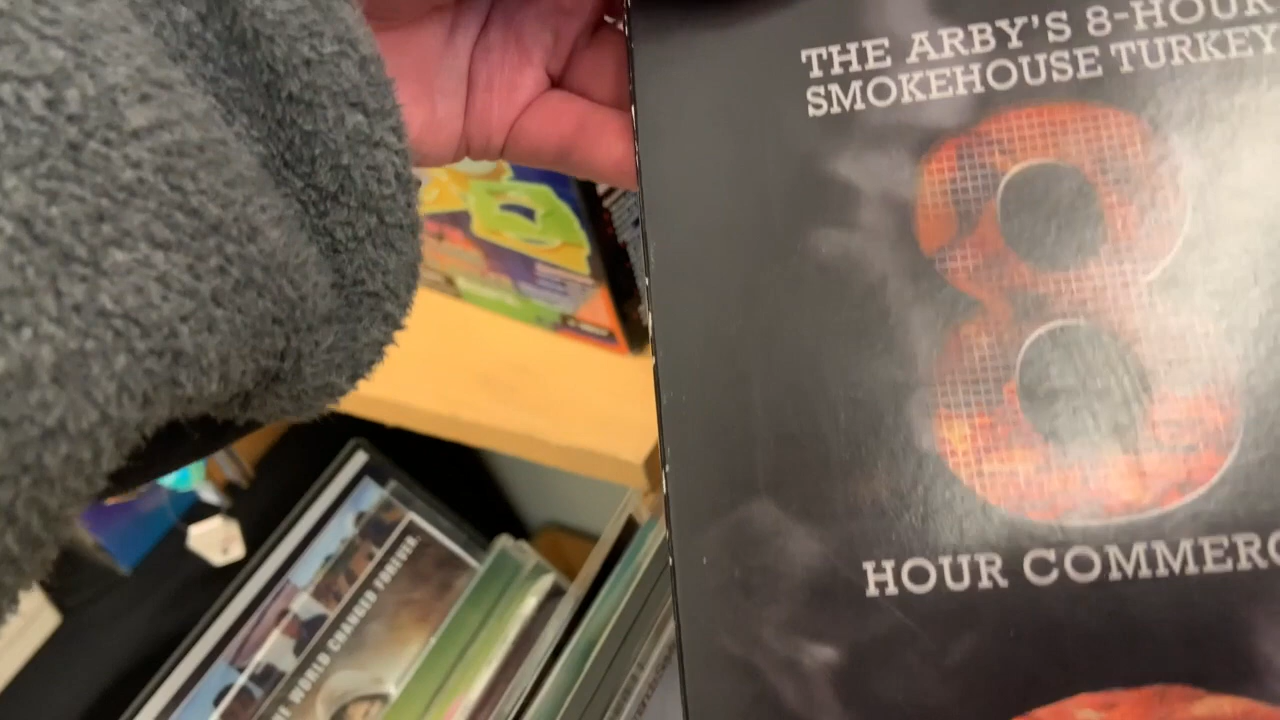 THE ARBY'S 8-HOUR
SMOKEHOUSE TURKEY
8
HOUR COMMERC
WORLD CHANGED FOREVER.